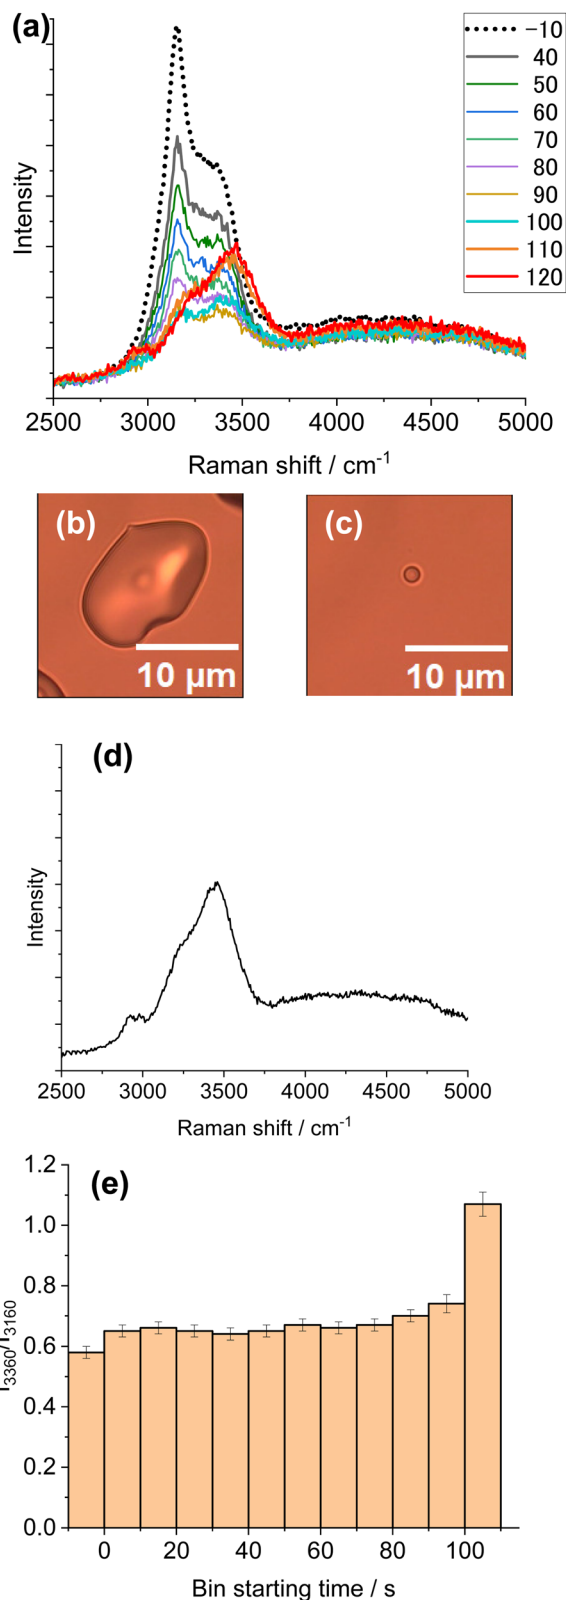 (a)
Intensity
−10
40
50
60
70
80
90
100
110
120
2500 3000 3500 4000 4500 5000
Raman shift / cm⁻¹
(b)
10 µm
(c)
10 µm
(d)
Intensity
2500 3000 3500 4000 4500 5000
Raman shift / cm⁻¹
(e)
I₃₃₆₀/I₃₁₆₀
1.2
1.0
0.8
0.6
0.4
0.2
0.0
0 20 40 60 80 100
Bin starting time / s